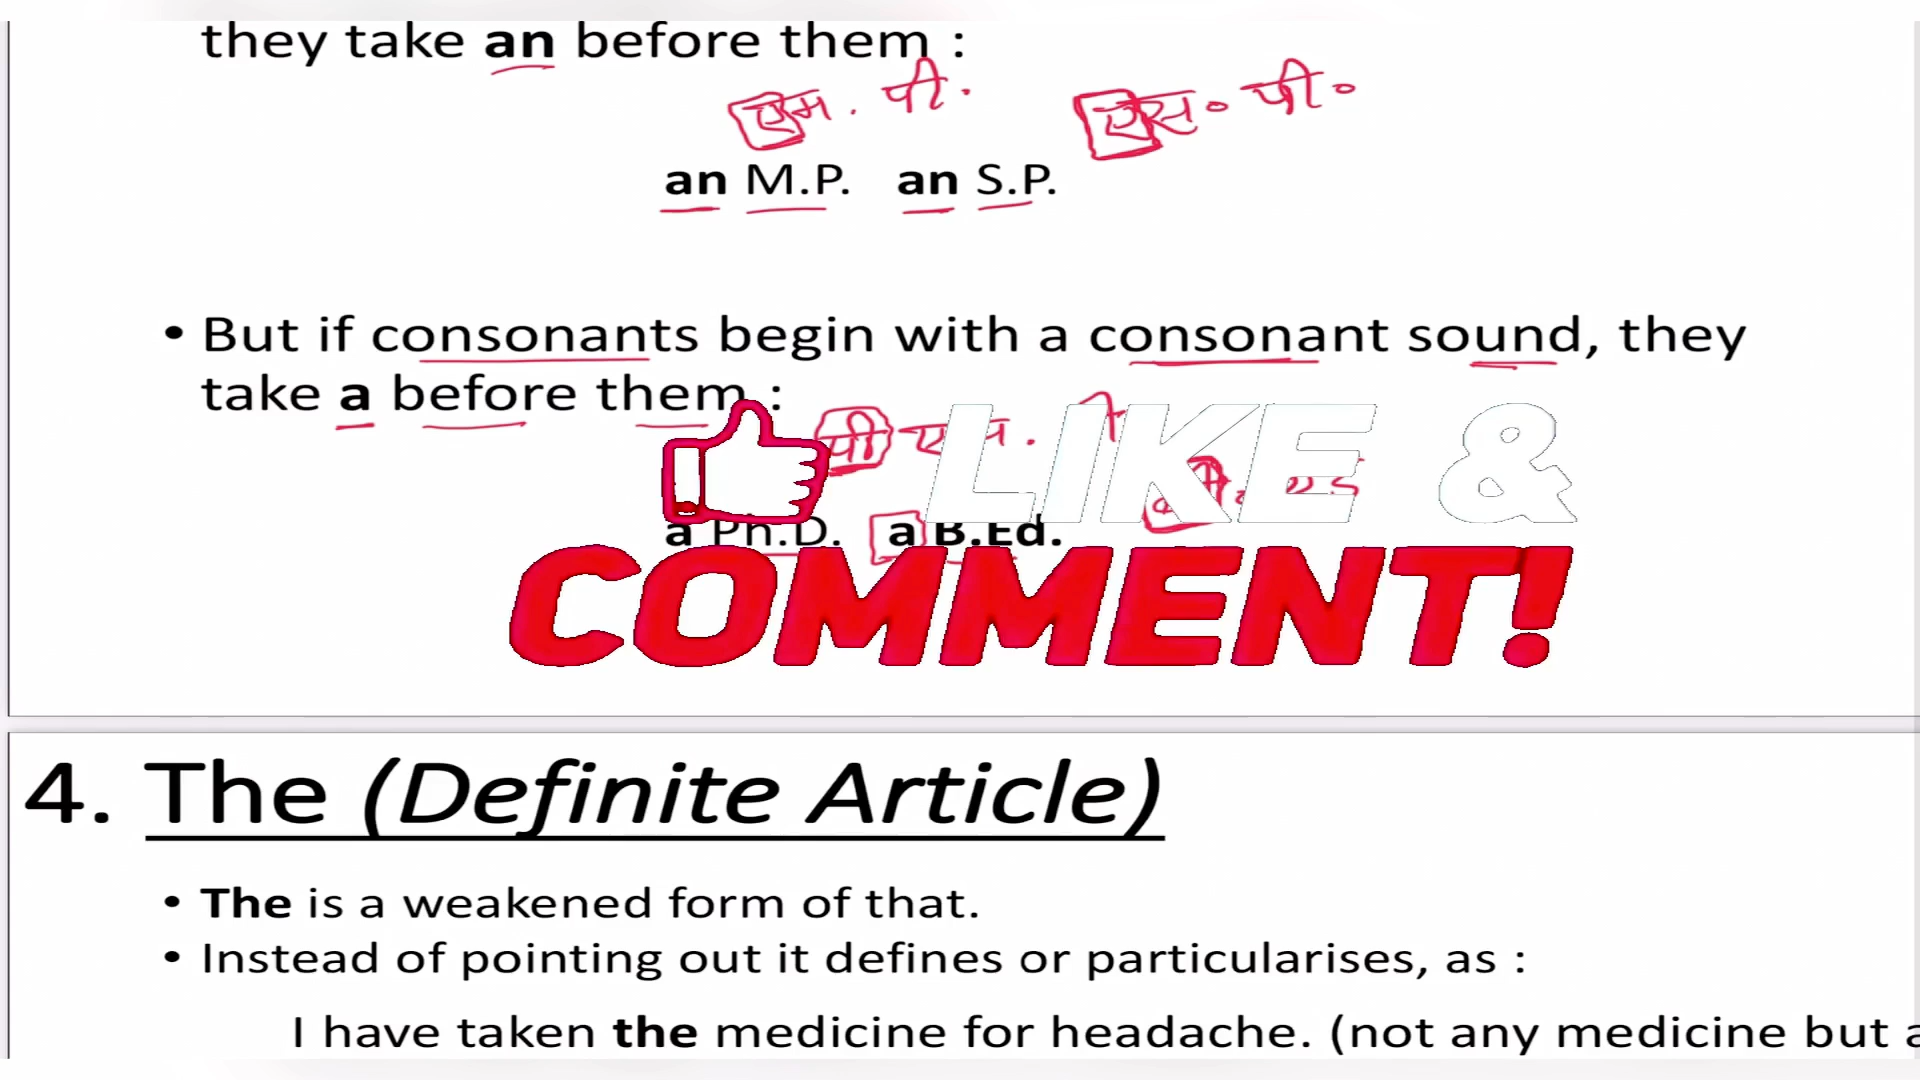 they take an before them :
एम. पी. एस० पी०
an M.P. an S.P.
• But if consonants begin with a consonant sound, they
take a before them :
पी
LIKE &
a Ph.D. a B.Ed.
COMMENT!
4. The (Definite Article)
• The is a weakened form of that.
• Instead of pointing out it defines or particularises, as :
I have taken the medicine for headache. (not any medicine but a